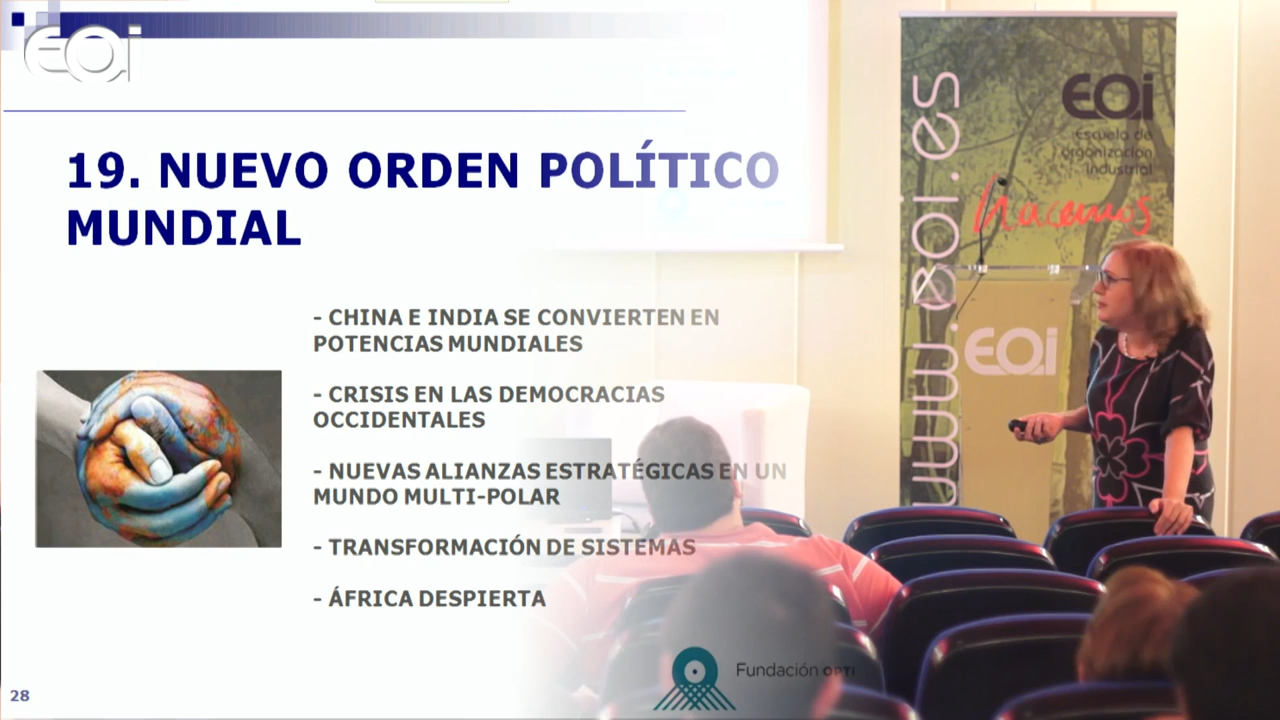 EOi
19. NUEVO ORDEN POLÍTICO
MUNDIAL
- CHINA E INDIA SE CONVIERTEN EN
POTENCIAS MUNDIALES
- CRISIS EN LAS DEMOCRACIAS
OCCIDENTALES
- NUEVAS ALIANZAS ESTRATÉGICAS EN UN
MUNDO MULTI-POLAR
- TRANSFORMACIÓN DE SISTEMAS
- ÁFRICA DESPIERTA
28
Fundación OPTI
www.eoi.es
EOi
Escuela de
organización
industrial
hacemos
EOi